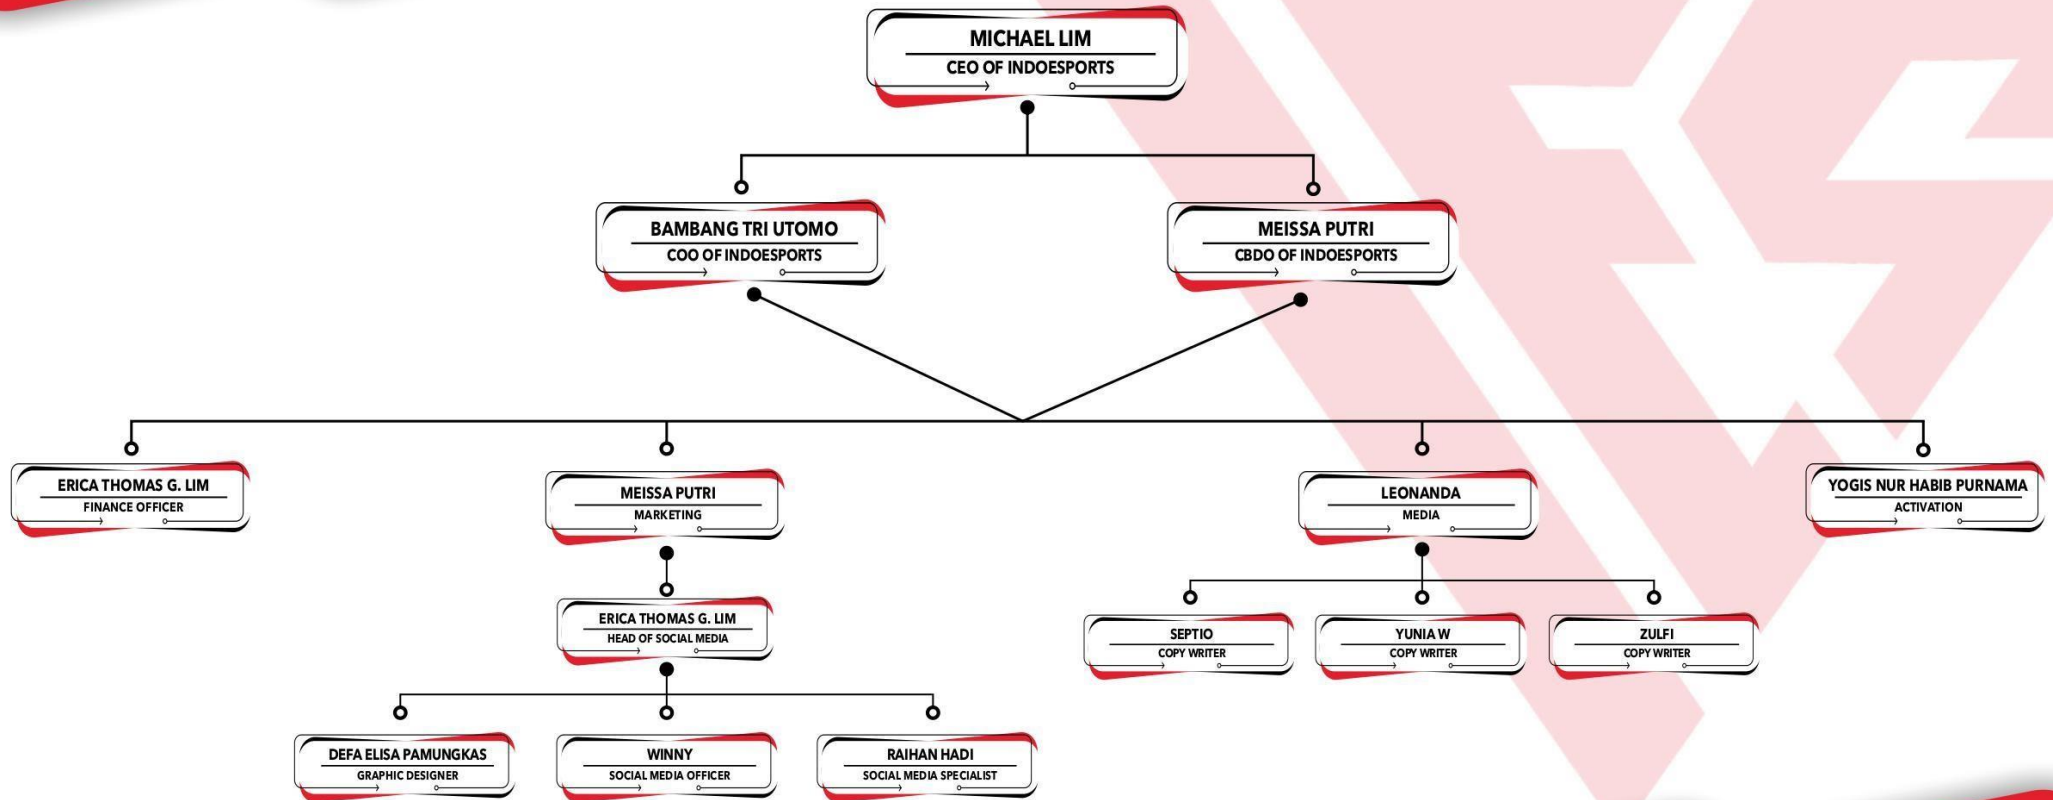 MICHAEL LIM
CEO OF INDOESPORTS
BAMBANG TRI UTOMO
COO OF INDOESPORTS
MEISSA PUTRI
CBDO OF INDOESPORTS
ERICA THOMAS G. LIM
FINANCE OFFICER
MEISSA PUTRI
MARKETING
LEONANDA
MEDIA
YOGIS NUR HABIB PURNAMA
ACTIVATION
ERICA THOMAS G. LIM
HEAD OF SOCIAL MEDIA
SEPTIO
COPY WRITER
YUNIA W
COPY WRITER
ZULFI
COPY WRITER
DEFA ELISA PAMUNGKAS
GRAPHIC DESIGNER
WINNY
SOCIAL MEDIA OFFICER
RAIHAN HADI
SOCIAL MEDIA SPECIALIST